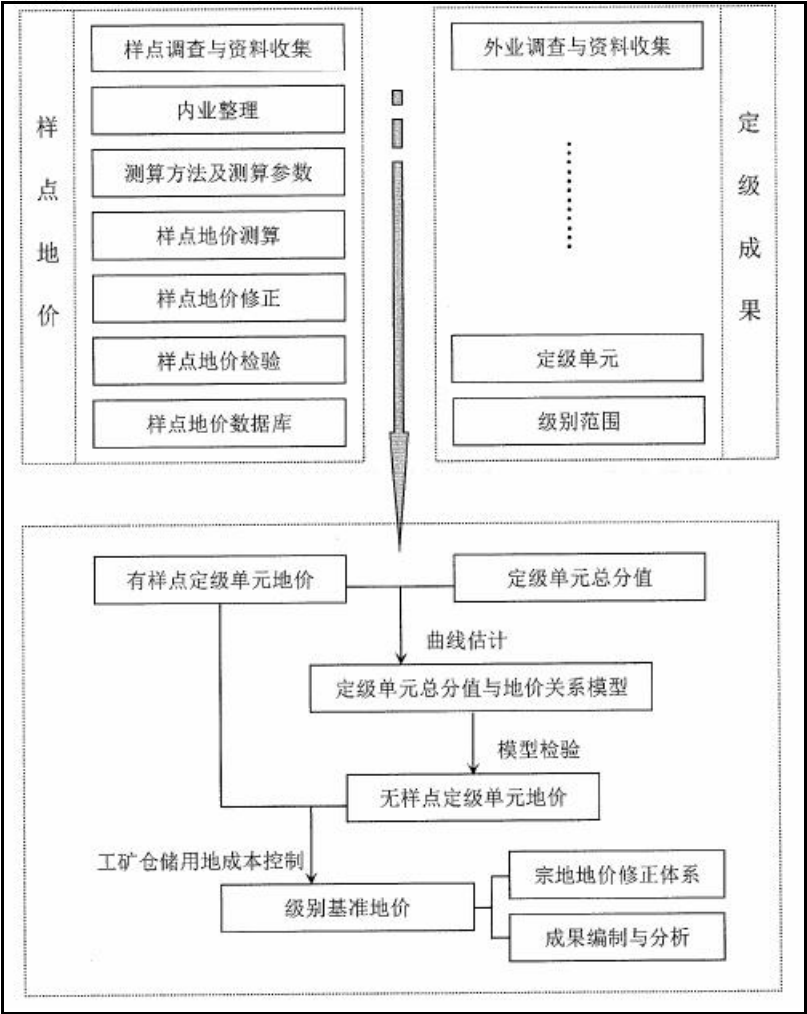 样点地价
样点调查与资料收集
内业整理
测算方法及测算参数
样点地价测算
样点地价修正
样点地价检验
样点地价数据库
外业调查与资料收集
定级单元
级别范围
定级成果
有样点定级单元地价
定级单元总分值
曲线估计
定级单元总分值与地价关系模型
模型检验
无样点定级单元地价
工矿仓储用地成本控制
级别基准地价
宗地地价修正体系
成果编制与分析